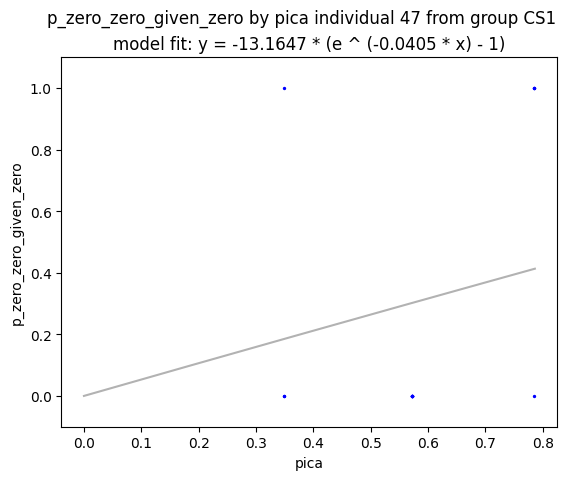 p_zero_zero_given_zero by pica individual 47 from group CS1
model fit: y = -13.1647 * (e ^ (-0.0405 * x) - 1)
1.0
0.8
0.6
0.4
0.2
0.0
p_zero_zero_given_zero
0.0 0.1 0.2 0.3 0.4 0.5 0.6 0.7 0.8
pica